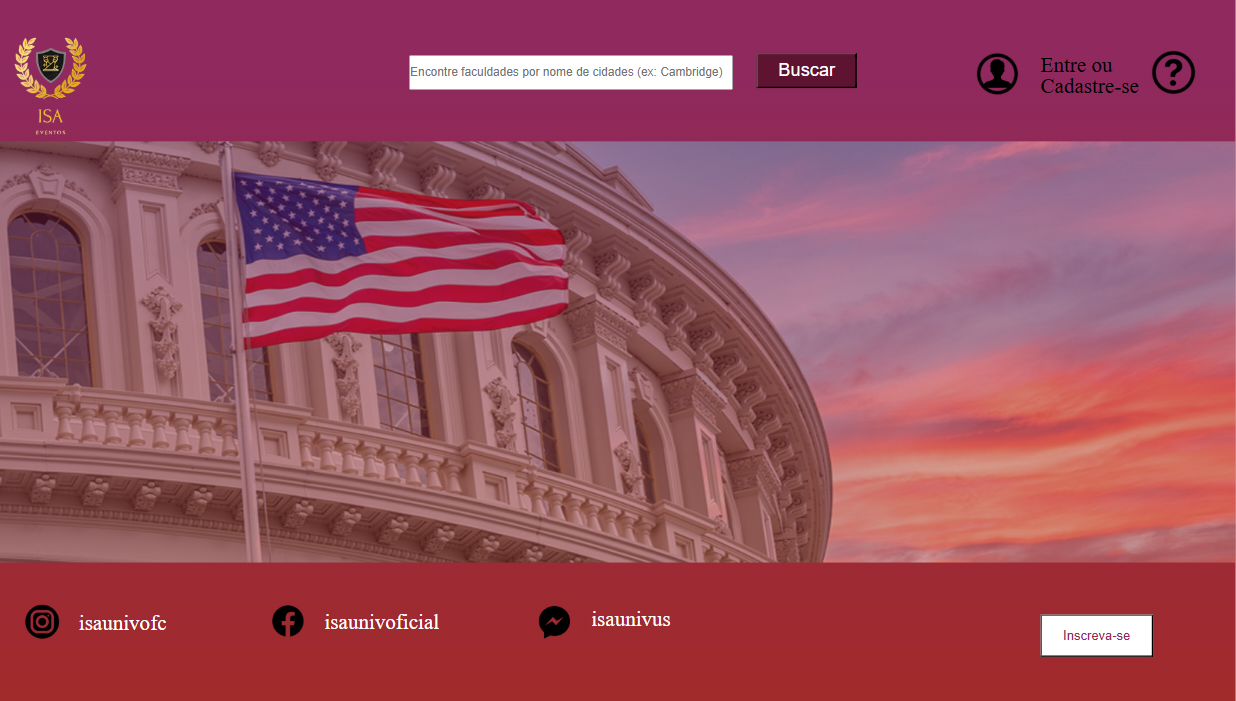 ISA
EVENTOS
Encontre faculdades por nome de cidades (ex: Cambridge)
Buscar
Entre ou
Cadastre-se
?
isaunivofc
isaunivoficial
isaunivus
Inscreva-se